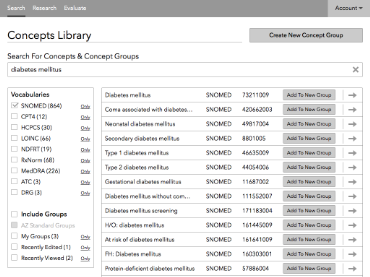 Search Research Evaluate Account
Concepts Library
Create New Concept Group
Search For Concepts & Concept Groups
diabetes mellitus
Vocabularies
SNOMED (864) Only
CPT4 (12) Only
HCPCS (30) Only
LOINC (66) Only
NDFRT (19) Only
RxNorm (68) Only
MedDRA (226) Only
ATC (3) Only
DRG (3) Only
Include Groups
AZ Standard Groups
My Groups (3) Only
Recently Edited (1) Only
Recently Viewed (2) Only
Diabetes mellitus SNOMED 73211009 Add To New Group
Coma associated with diabetes... SNOMED 420662003 Add To New Group
Neonatal diabetes mellitus SNOMED 49817004 Add To New Group
Secondary diabetes mellitus SNOMED 8801005 Add To New Group
Type 1 diabetes mellitus SNOMED 46635009 Add To New Group
Type 2 diabetes mellitus SNOMED 44054006 Add To New Group
Gestational diabetes mellitus SNOMED 11687002 Add To New Group
Diabetes mellitus without com... SNOMED 111552007 Add To New Group
Diabetes mellitus screening SNOMED 171183004 Add To New Group
H/O: diabetes mellitus SNOMED 161445009 Add To New Group
At risk of diabetes mellitus SNOMED 161641009 Add To New Group
FH: Diabetes mellitus SNOMED 160303001 Add To New Group
Protein-deficient diabetes mellitus SNOMED 57886004 Add To New Group